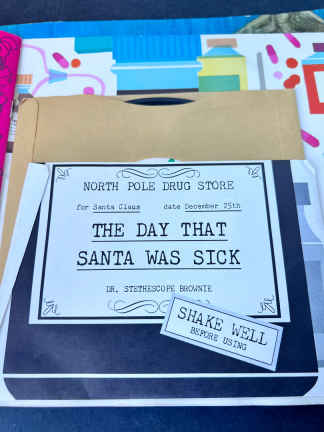 NORTH POLE DRUG STORE
for Santa Claus date December 25th
THE DAY THAT
SANTA WAS SICK
DR. STETHESCOPE BROWNIE
SHAKE WELL
BEFORE USING